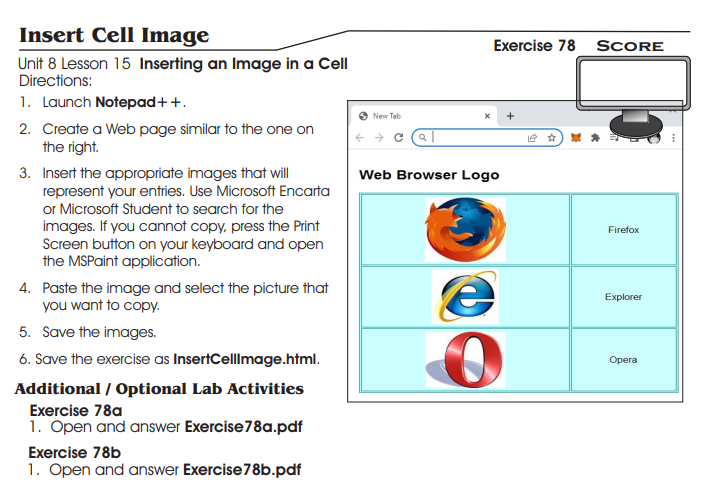 Insert Cell Image
Exercise 78 SCORE
Unit 8 Lesson 15 Inserting an Image in a Cell
Directions:
1. Launch Notepad++.
2. Create a Web page similar to the one on
the right.
3. Insert the appropriate images that will
represent your entries. Use Microsoft Encarta
or Microsoft Student to search for the
images. If you cannot copy, press the Print
Screen button on your keyboard and open
the MSPaint application.
4. Paste the image and select the picture that
you want to copy.
5. Save the images.
6. Save the exercise as InsertCellImage.html.
Additional / Optional Lab Activities
Exercise 78a
1. Open and answer Exercise78a.pdf
Exercise 78b
1. Open and answer Exercise78b.pdf
New Tab
Web Browser Logo
Firefox
Explorer
Opera